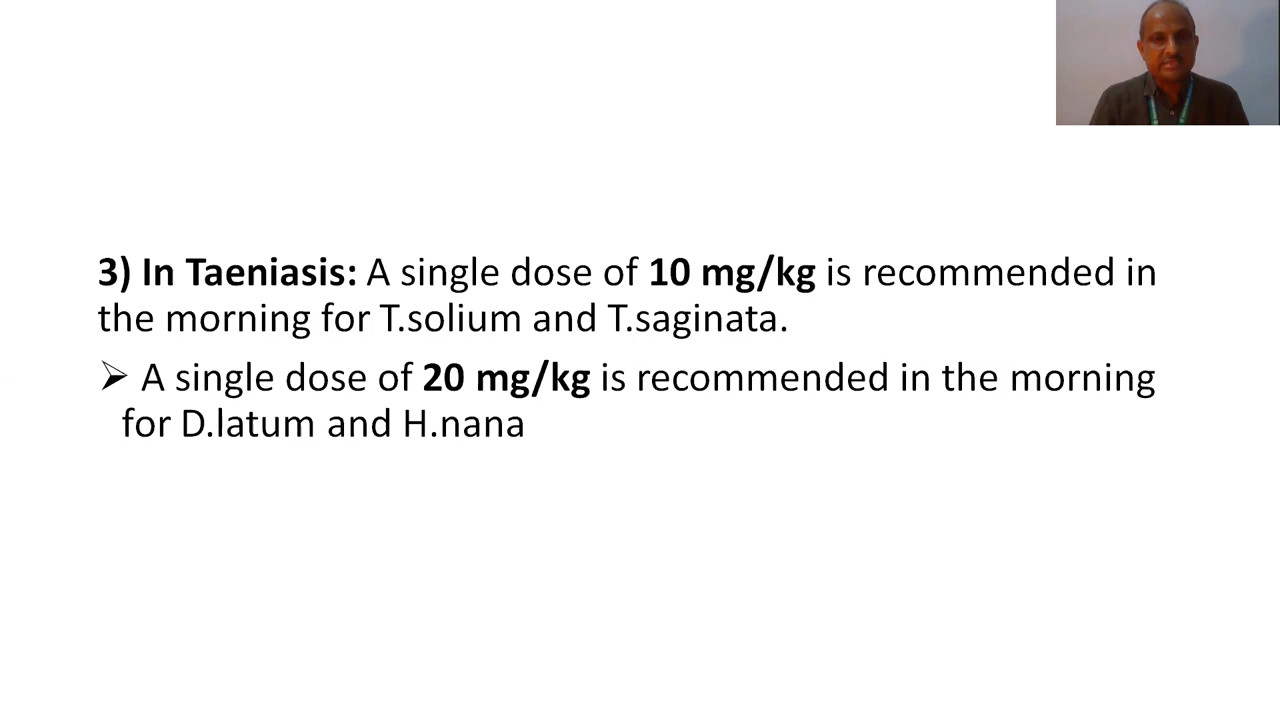 3) In Taeniasis: A single dose of 10 mg/kg is recommended in
the morning for T.solium and T.saginata.
➢ A single dose of 20 mg/kg is recommended in the morning
for D.latum and H.nana